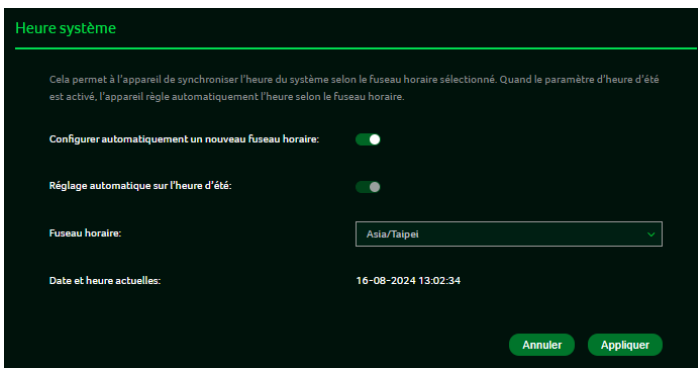 Heure système
Cela permet à l'appareil de synchroniser l'heure du système selon le fuseau horaire sélectionné. Quand le paramètre d'heure d'été
est activé, l'appareil règle automatiquement l'heure selon le fuseau horaire.
Configurer automatiquement un nouveau fuseau horaire:
Réglage automatique sur l'heure d'été:
Fuseau horaire: Asia/Taipei
Date et heure actuelles: 16-08-2024 13:02:34
Annuler Appliquer